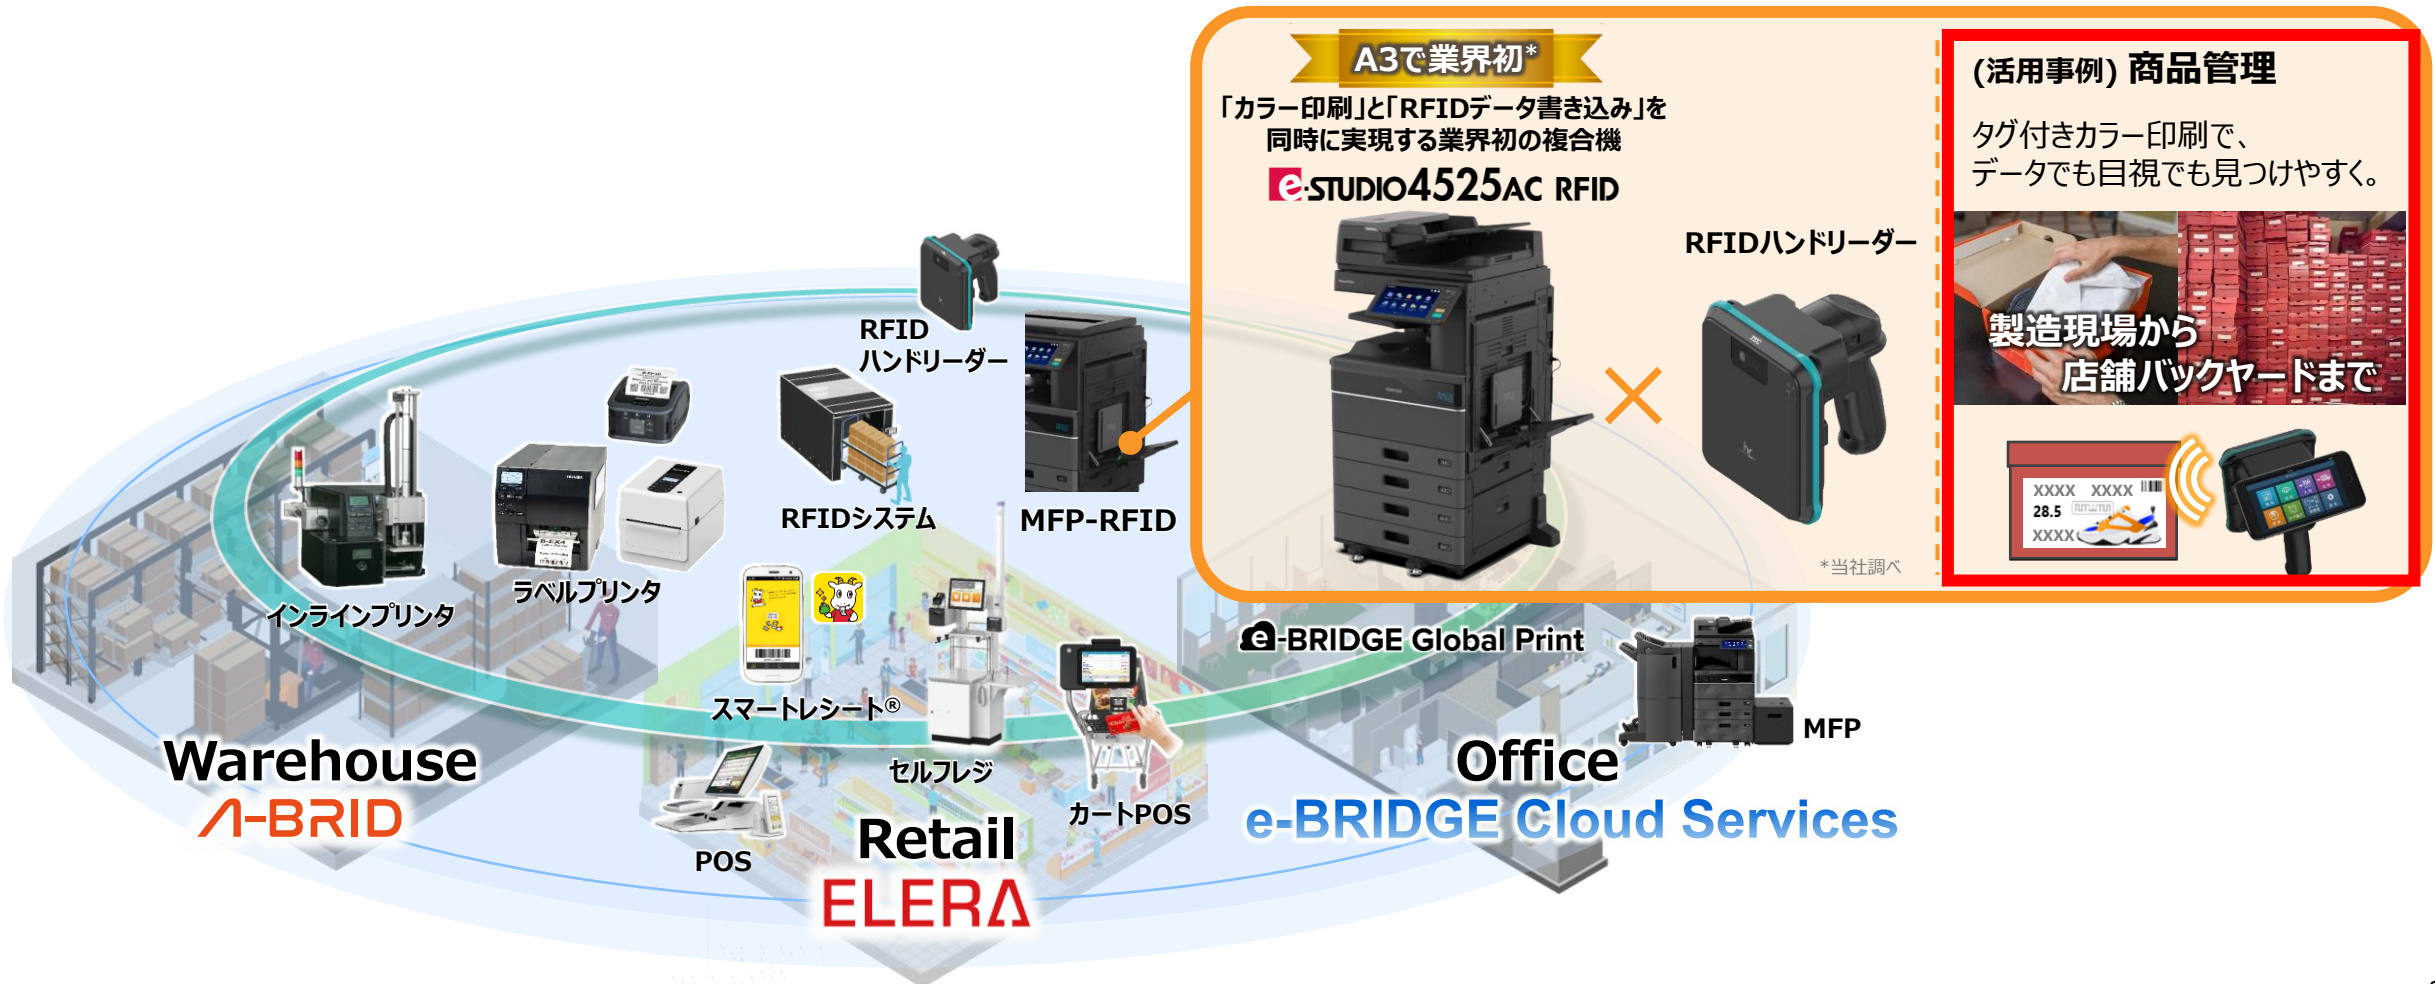 A3で業界初*
「カラー印刷」と「RFIDデータ書き込み」を
同時に実現する業界初の複合機
e-STUDIO4525AC RFID
RFIDハンドリーダー
*当社調べ
(活用事例) 商品管理
タグ付きカラー印刷で、
データでも目視でも見つけやすく。
製造現場から
店舗バックヤードまで
XXXX XXXX
28.5
XXXX
RFID
ハンドリーダー
MFP-RFID
RFIDシステム
ラベルプリンタ
インラインプリンタ
スマートレシート®
セルフレジ
カートPOS
POS
e-BRIDGE Global Print
MFP
Warehouse
A-BRID
Retail
ELERA
Office
e-BRIDGE Cloud Services